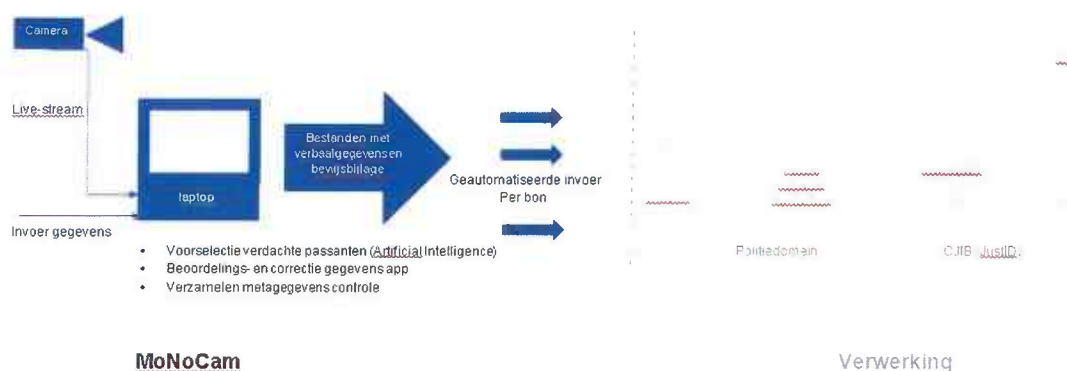 Camera
Live-stream
laptop
Invoer gegevens
Bestanden met
verbaalgegevens en
bewijsbijlage
Geautomatiseerde invoer
Per bon
• Voorselectie verdachte passanten (Artificial Intelligence)
• Beoordelings- en correctie gegevens app
• Verzamelen metagegevens controle
Politiedomein
CJIB, JustID,
MoNoCam
Verwerking